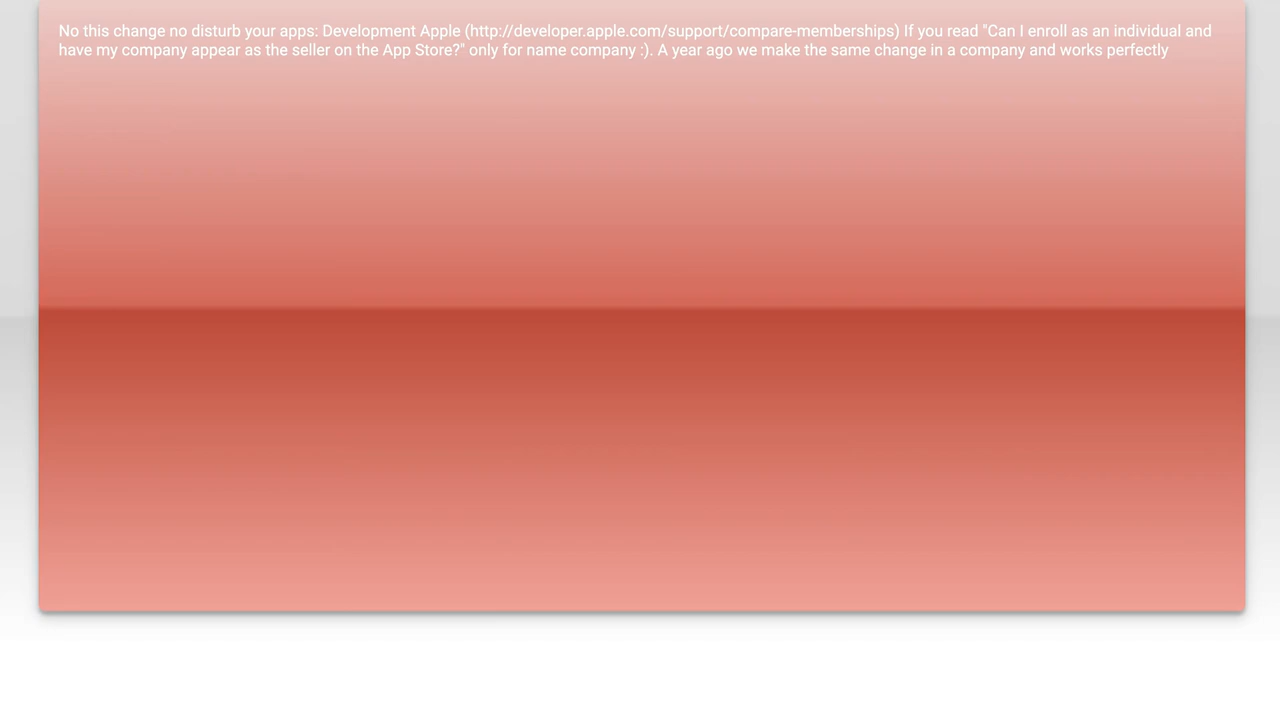 No this change no disturb your apps: Development Apple (http://developer.apple.com/support/compare-memberships) If you read "Can I enroll as an individual and
have my company appear as the seller on the App Store?" only for name company :). A year ago we make the same change in a company and works perfectly